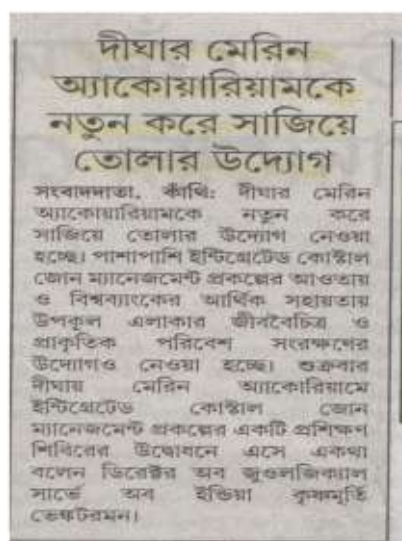 দীঘার মেরিন
অ্যাকোয়ারিয়ামকে
নতুন করে সাজিয়ে
তোলার উদ্যোগ
সংবাদদাতা, কাঁথি: দীঘার মেরিন
অ্যাকোয়ারিয়ামকে নতুন করে
সাজিয়ে তোলার উদ্যোগ নেওয়া
হচ্ছে। পাশাপাশি ইন্টিগ্রেটেড কোস্টাল
জোন ম্যানেজমেন্ট প্রকল্পের আওতায়
ও বিশ্বব্যাংকের আর্থিক সহায়তায়
উপকূল এলাকার জীববৈচিত্র ও
প্রাকৃতিক পরিবেশ সংরক্ষণের
উদ্যোগও নেওয়া হচ্ছে। শুক্রবার
দীঘায় মেরিন অ্যাকোরিয়ামে
ইন্টিগ্রেটেড কোস্টাল জোন
ম্যানেজমেন্ট প্রকল্পের একটি প্রশিক্ষণ
শিবিরের উদ্বোধনে এসে একথা
বলেন ডিরেক্টর অব জুওলজিক্যাল
সার্ভে অব ইন্ডিয়া কৃষ্ণমূর্তি
ভেঙ্কটরমন।